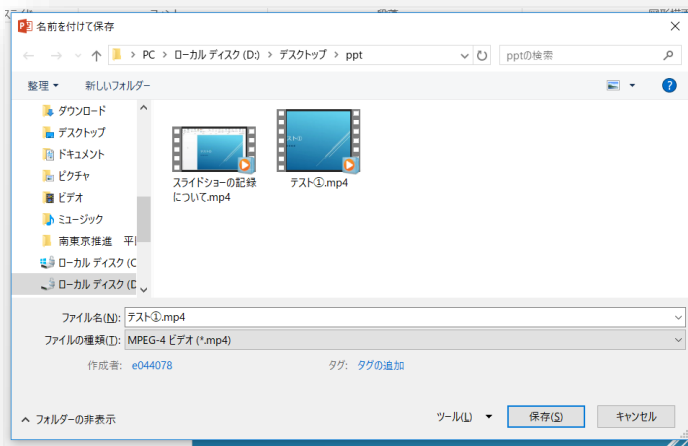 名前を付けて保存
PC > ローカル ディスク (D:) > デスクトップ > ppt
pptの検索
整理
新しいフォルダー
ダウンロード
デスクトップ
ドキュメント
ピクチャ
ビデオ
ミュージック
南東京推進
ローカル ディスク (C
ローカル ディスク (D
スライドショーの記録
について.mp4
テスト①.mp4
ファイル名(N): テスト①.mp4
ファイルの種類(T): MPEG-4 ビデオ (*.mp4)
作成者: e044078
タグ: タグの追加
フォルダーの非表示
ツール(L)
保存(S)
キャンセル